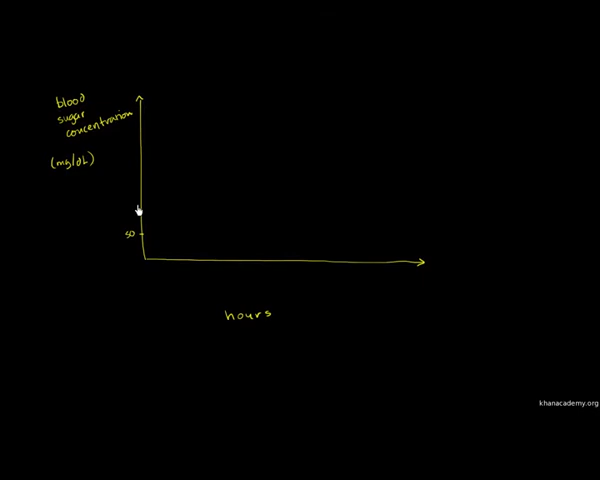 blood
sugar
concentration
(mg/dL)
50
hours
khanacademy.org